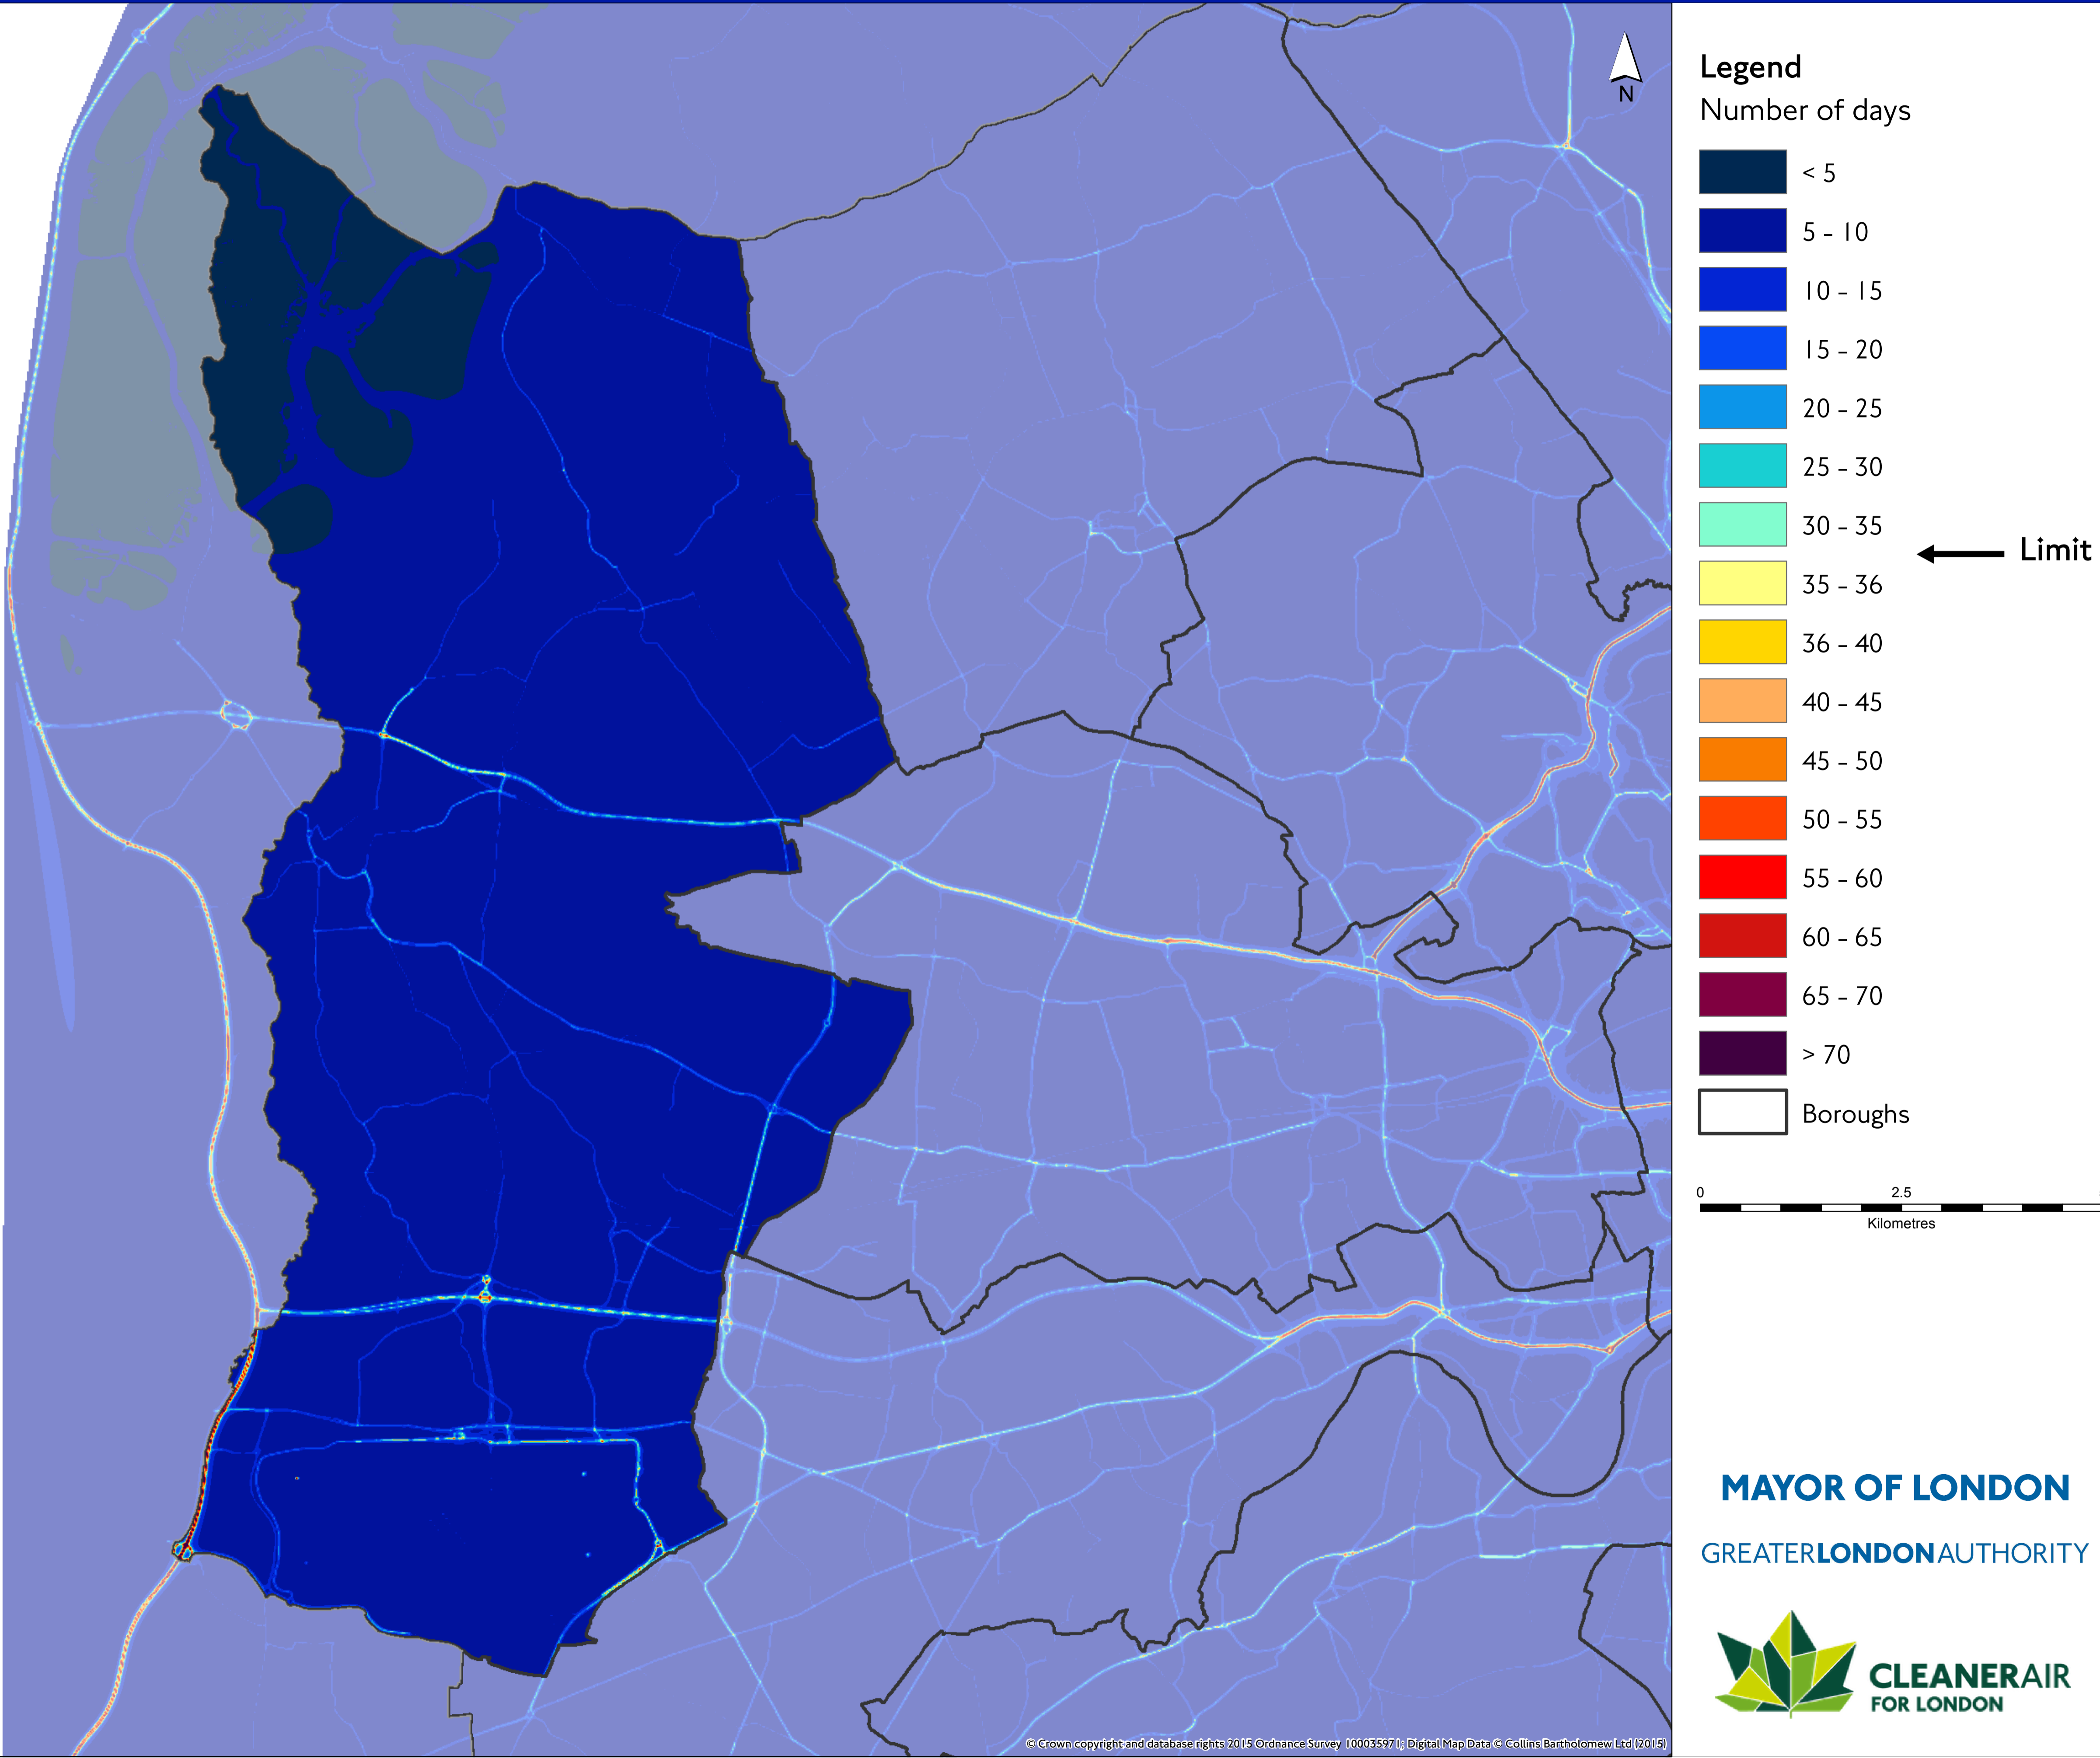 N
Legend
Number of days
< 5
5 - 10
10 - 15
15 - 20
20 - 25
25 - 30
30 - 35
Limit
35 - 36
36 - 40
40 - 45
45 - 50
50 - 55
55 - 60
60 - 65
65 - 70
> 70
Boroughs
0 2.5
Kilometres
MAYOR OF LONDON
GREATERLONDONAUTHORITY
CLEANERAIR
FOR LONDON
© Crown copyright and database rights 2015 Ordnance Survey 100035971; Digital Map Data © Collins Bartholomew Ltd (2015)